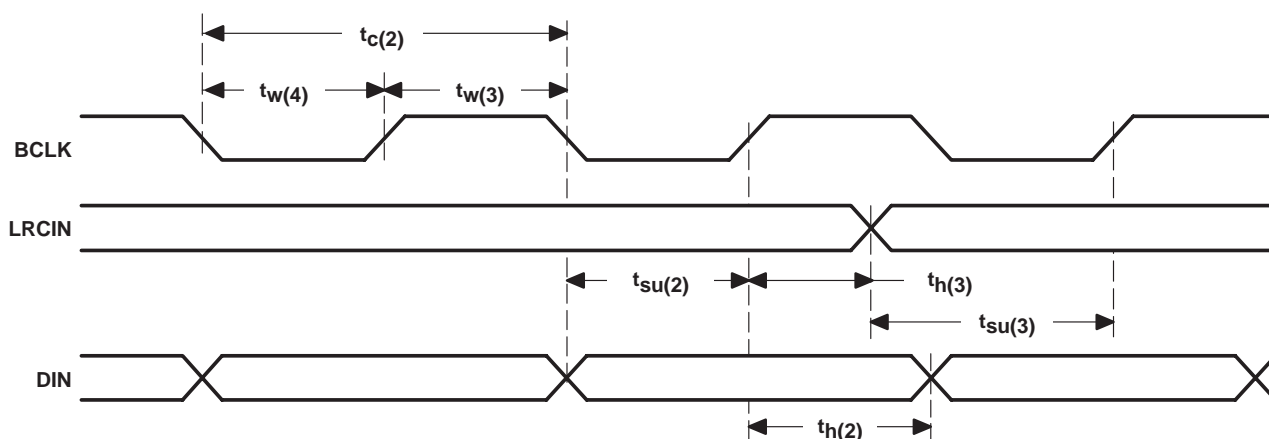 tc(2)
tw(4) tw(3)
BCLK
LRCIN
tsu(2) th(3)
tsu(3)
DIN
th(2)